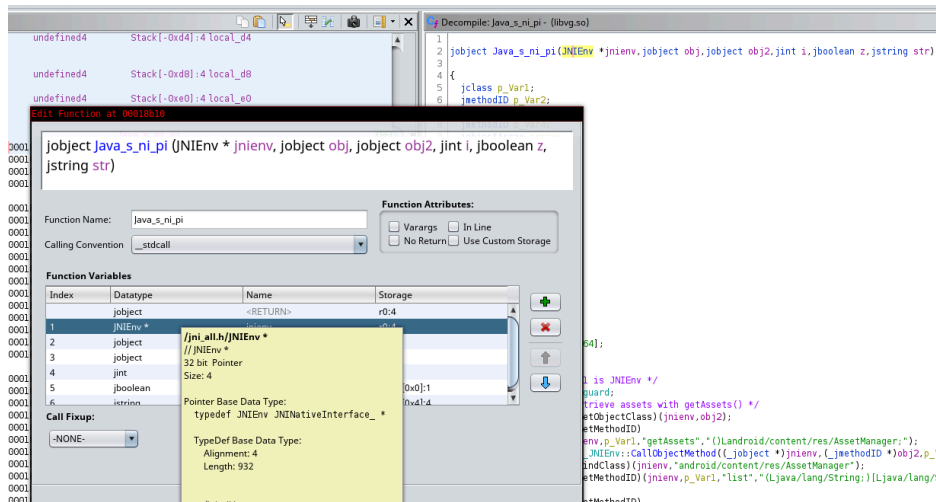 Decompile: Java_s_ni_pi - (libvg.so)
undefined4 Stack[-0xd4]:4 local_d4
undefined4 Stack[-0xd8]:4 local_d8
undefined4 Stack[-0xe0]:4 local_e0
1
2 jobject Java_s_ni_pi(JNIEnv *jnienv,jobject obj,jobject obj2,jint i,jboolean z,jstring str)
3
4 {
5 jclass p_Var1;
6 jmethodID p_Var2;
Edit Function at 00018b10
jobject Java_s_ni_pi (JNIEnv * jnienv, jobject obj, jobject obj2, jint i, jboolean z,
jstring str)
Function Name: Java_s_ni_pi
Calling Convention __stdcall
Function Attributes:
Varargs In Line
No Return Use Custom Storage
Function Variables
Index Datatype Name Storage
jobject <RETURN> r0:4
1 JNIEnv *
2 jobject
3 jobject
4 jint
5 jboolean [0x0]:1
6 jstring [0x4]:4
/jni_all.h/JNIEnv *
// JNIEnv *
32 bit Pointer
Size: 4
Pointer Base Data Type:
typedef JNIEnv JNINativeInterface_ *
TypeDef Base Data Type:
Alignment: 4
Length: 932
Call Fixup:
-NONE-
64];
1 is JNIEnv */
guard;
trieve assets with getAssets() */
etObjectClass)(jnienv,obj2);
etMethodID)
env,p_Var1,"getAssets","()Landroid/content/res/AssetManager;");
_JNIEnv::CallObjectMethod((_jobject *)jnienv,(_jmethodID *)obj2,p_V
indClass)(jnienv,"android/content/res/AssetManager");
etMethodID)(jnienv,p_Var1,"list","(Ljava/lang/String;)[Ljava/lang/S
etMethodID)